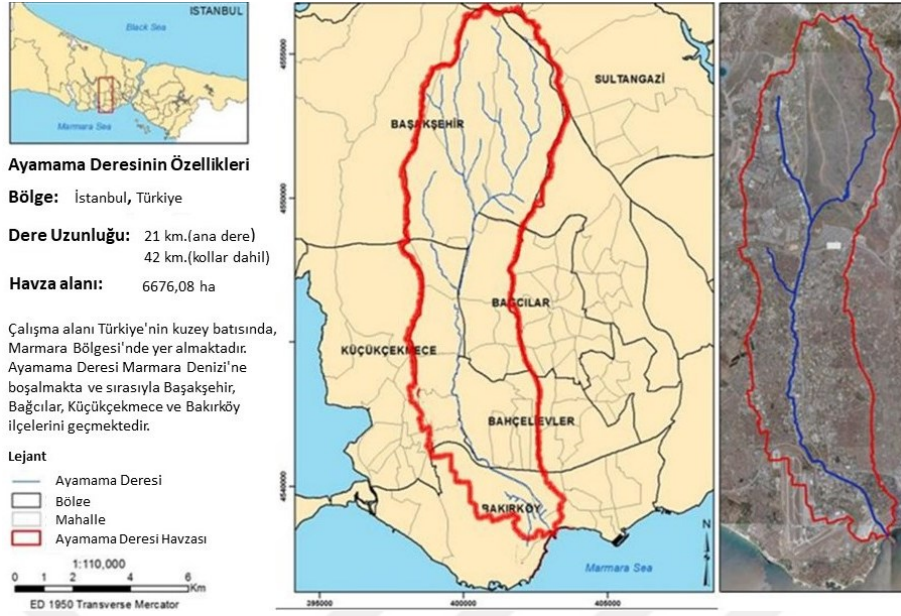 ISTANBUL
Black Sea
Marmara Sea
Ayamama Deresinin Özellikleri
Bölge: İstanbul, Türkiye
Dere Uzunluğu: 21 km.(ana dere)
42 km.(kollar dahil)
Havza alanı: 6676,08 ha
Çalışma alanı Türkiye'nin kuzey batısında,
Marmara Bölgesi'nde yer almaktadır.
Ayamama Deresi Marmara Denizi'ne
boşalmakta ve sırasıyla Başakşehir,
Bağcılar, Küçükçekmece ve Bakırköy
ilçelerini geçmektedir.
Lejant
Ayamama Deresi
Bölge
Mahalle
Ayamama Deresi Havzası
1:110,000
0 2 4 6
Km
ED 1950 Transverse Mercator
4555000
4550000
4540000
SULTANGAZİ
BAŞAKŞEHİR
BAĞCILAR
KÜÇÜKÇEKMECE
BAHÇELİEVLER
BAKIRKÖY
Marmara Sea
N
395000 400000 405000